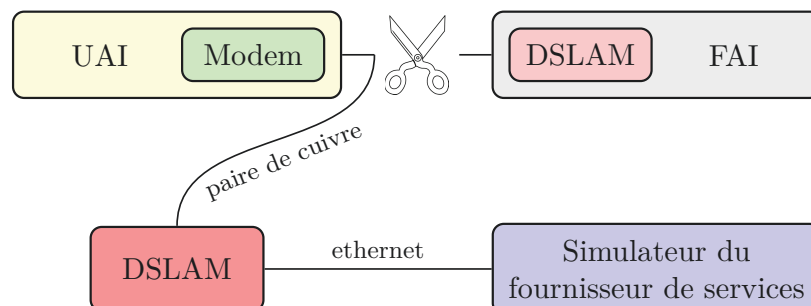 UAI
Modem
DSLAM
FAI
paire de cuivre
DSLAM
ethernet
Simulateur du
fournisseur de services